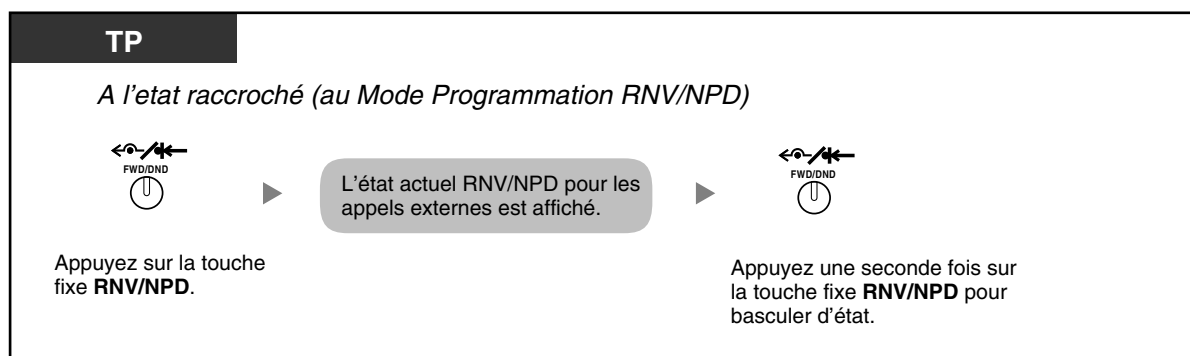 TP
A l'etat raccroché (au Mode Programmation RNV/NPD)
FWD/DND
L'état actuel RNV/NPD pour les
appels externes est affiché.
FWD/DND
Appuyez sur la touche
fixe RNV/NPD.
Appuyez une seconde fois sur
la touche fixe RNV/NPD pour
basculer d'état.